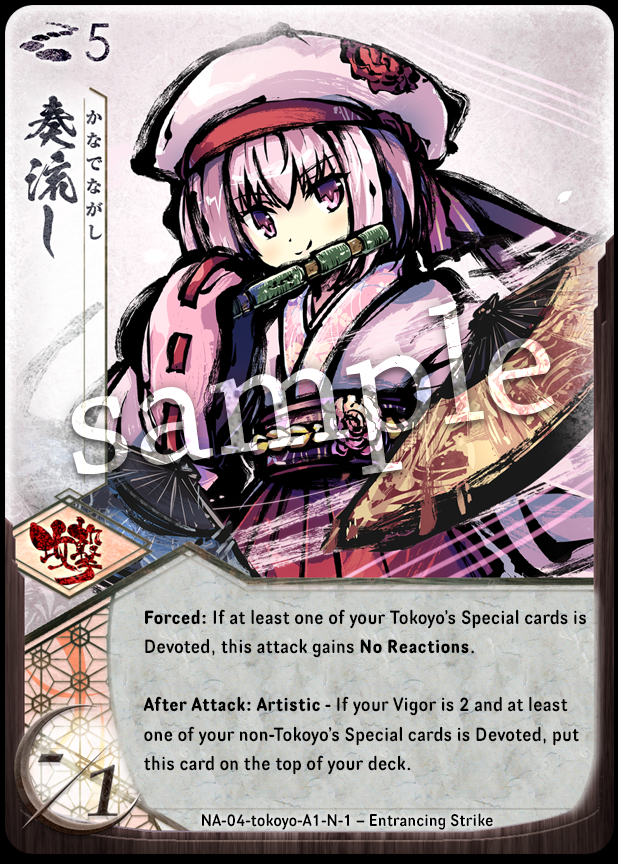 5
奏流し
かなでながし
sample
攻撃
Forced: If at least one of your Tokoyo's Special cards is
Devoted, this attack gains No Reactions.
After Attack: Artistic - If your Vigor is 2 and at least
one of your non-Tokoyo's Special cards is Devoted, put
this card on the top of your deck.
-/1
NA-04-tokoyo-A1-N-1 – Entrancing Strike